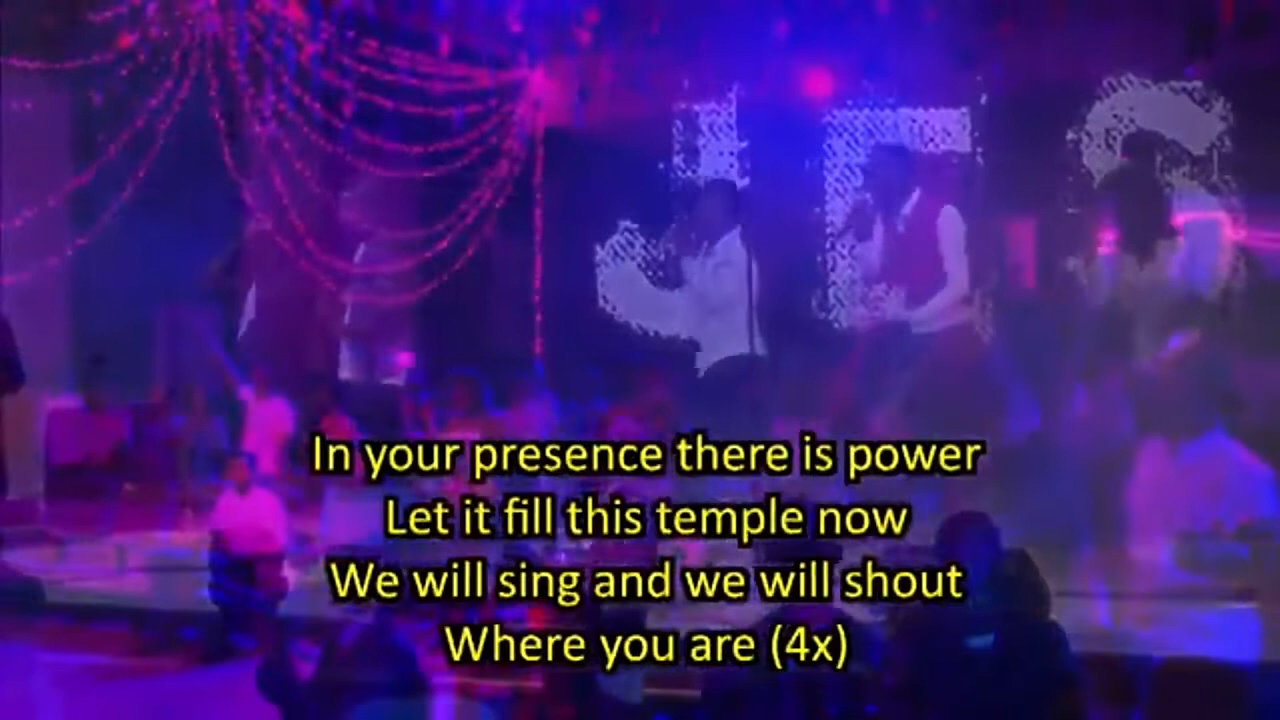 JES
In your presence there is power
Let it fill this temple now
We will sing and we will shout
Where you are (4x)